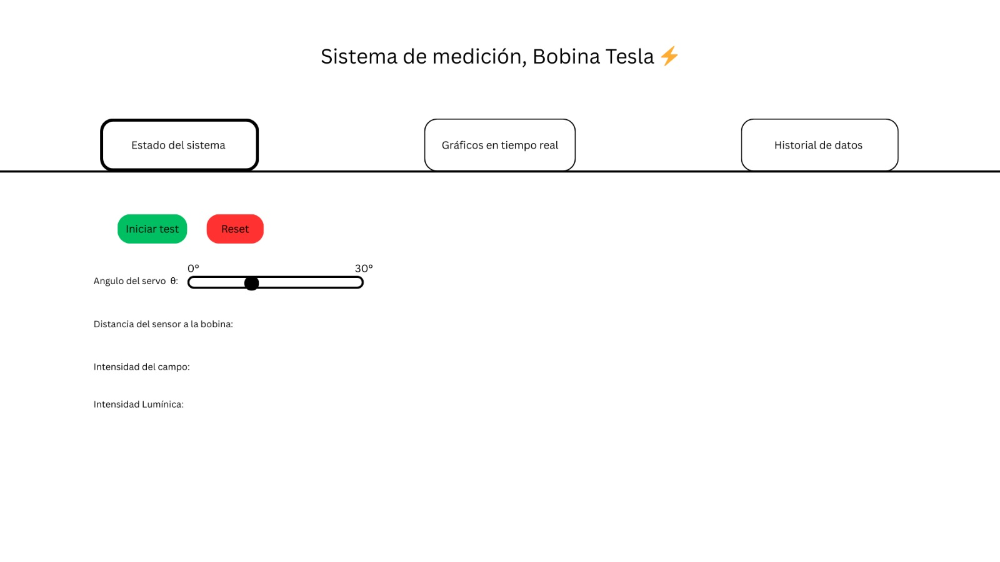 Sistema de medición, Bobina Tesla ⚡
Estado del sistema
Gráficos en tiempo real
Historial de datos
Iniciar test
Reset
0°
30°
Angulo del servo θ:
Distancia del sensor a la bobina:
Intensidad del campo:
Intensidad Lumínica: